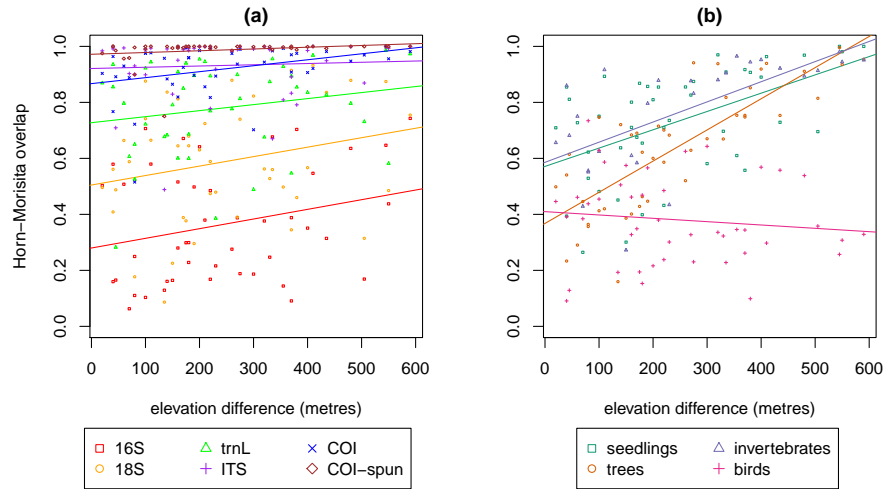 (a)
(b)
Horn−Morisita overlap
1.0
0.8
0.6
0.4
0.2
0.0
0 100 200 300 400 500 600
elevation difference (metres)
1.0
0.8
0.6
0.4
0.2
0.0
0 100 200 300 400 500 600
elevation difference (metres)
16S trnL COI
18S ITS COI−spun
seedlings invertebrates
trees birds